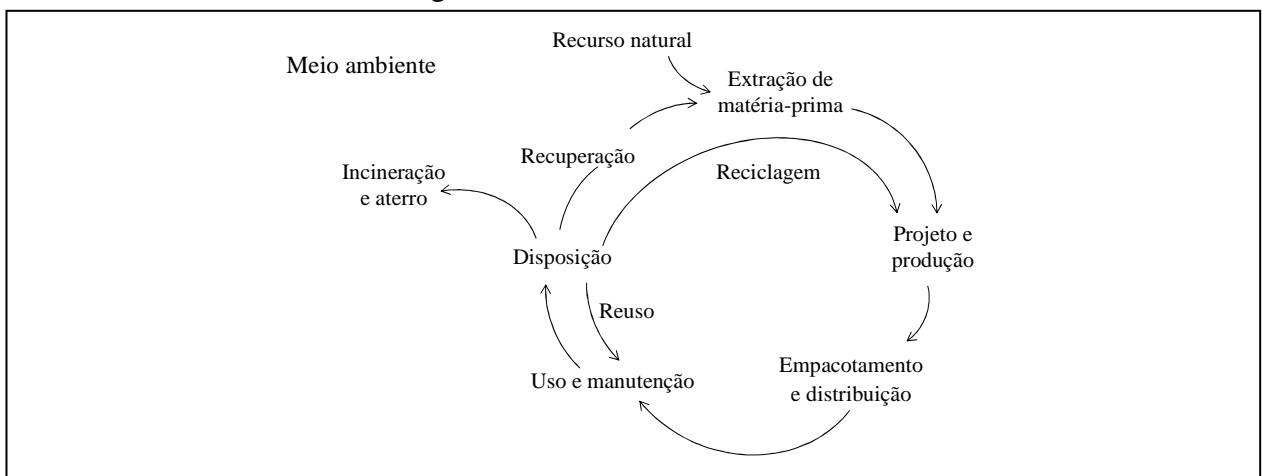 Recurso natural
Meio ambiente
Extração de
matéria-prima
Recuperação
Reciclagem
Incineração
e aterro
Projeto e
produção
Disposição
Reuso
Empacotamento
e distribuição
Uso e manutenção